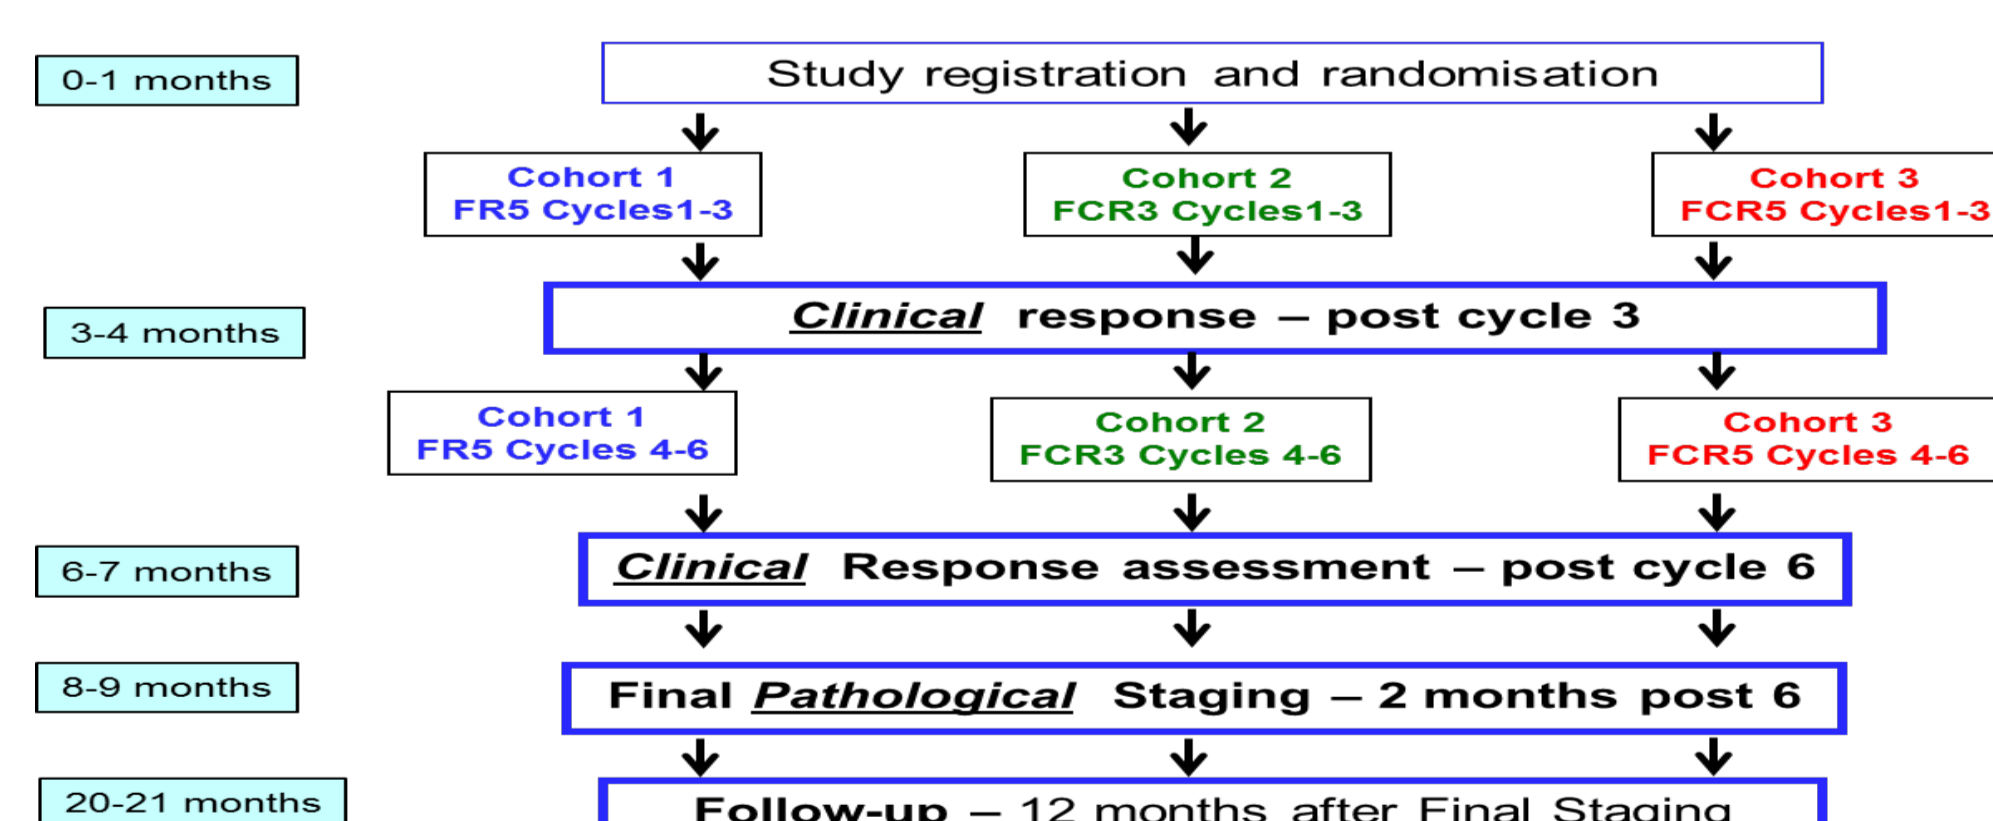 0-1 months
Study registration and randomisation
Cohort 1
FR5 Cycles1-3
Cohort 2
FCR3 Cycles1-3
Cohort 3
FCR5 Cycles1-3
3-4 months
Clinical response – post cycle 3
Cohort 1
FR5 Cycles 4-6
Cohort 2
FCR3 Cycles 4-6
Cohort 3
FCR5 Cycles 4-6
6-7 months
Clinical Response assessment – post cycle 6
8-9 months
Final Pathological Staging – 2 months post 6
20-21 months
Follow-up – 12 months after Final Staging